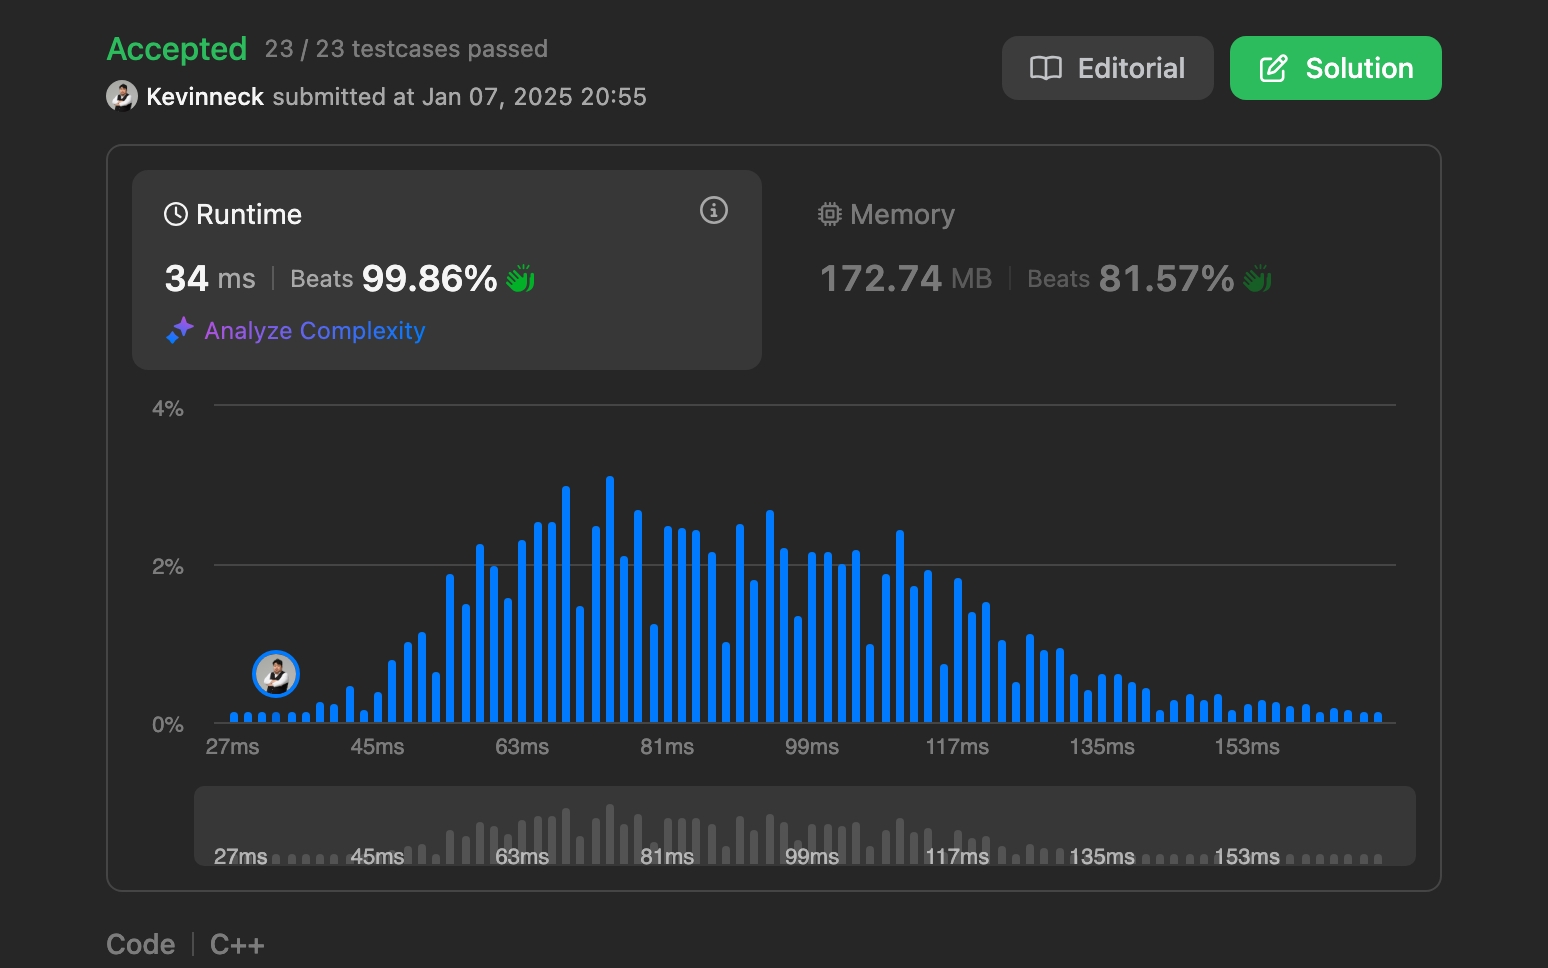 Accepted 23 / 23 testcases passed
Kevinneck submitted at Jan 07, 2025 20:55
Editorial
Solution
Runtime
34 ms | Beats 99.86%
Analyze Complexity
Memory
172.74 MB | Beats 81.57%
4%
2%
0%
27ms 45ms 63ms 81ms 99ms 117ms 135ms 153ms
27ms 45ms 63ms 81ms 99ms 117ms 135ms 153ms
Code | C++